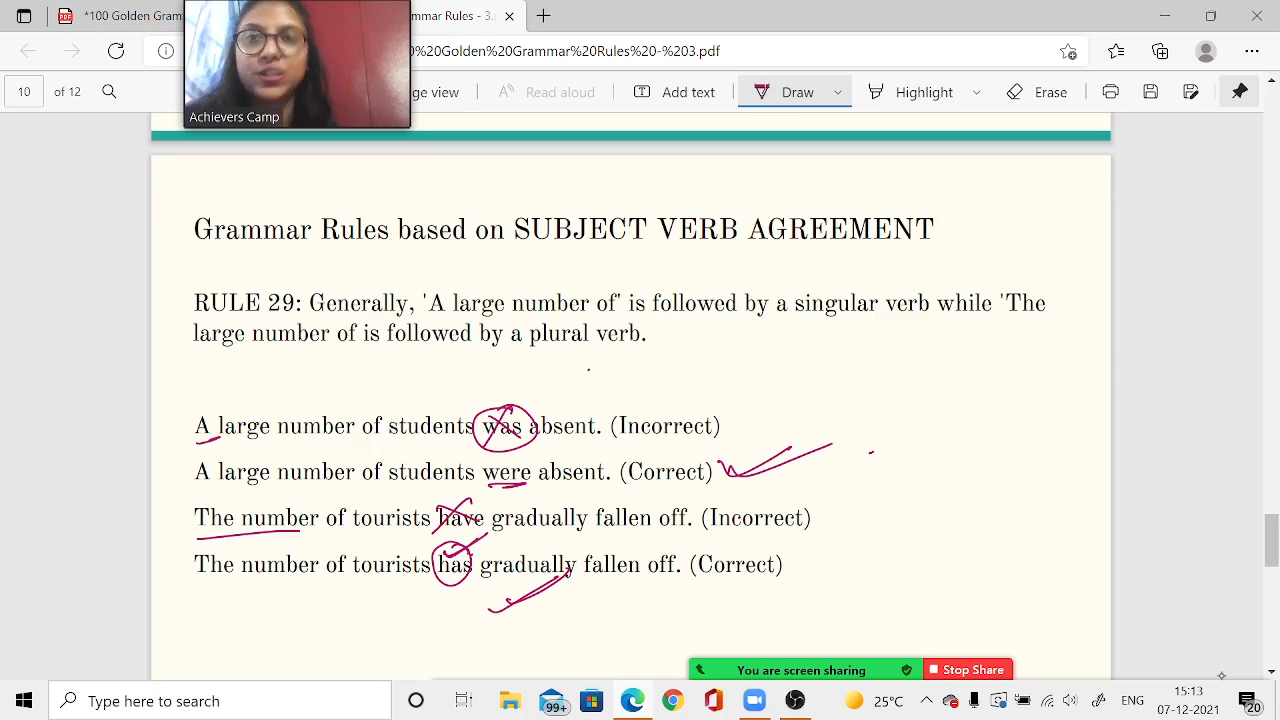 *100 Golden Gram
mmar Rules - 3.
0%20Golden%20Grammar%20Rules%20-%203.pdf
10 of 12
ge view
Read aloud
Add text
Draw
Highlight
Erase
Achievers Camp
Grammar Rules based on SUBJECT VERB AGREEMENT
RULE 29: Generally, 'A large number of' is followed by a singular verb while 'The
large number of is followed by a plural verb.
A large number of students was absent. (Incorrect)
A large number of students were absent. (Correct)
The number of tourists have gradually fallen off. (Incorrect)
The number of tourists has gradually fallen off. (Correct)
You are screen sharing
Stop Share
Type here to search
99+
25°C
ENG
15:13
07-12-2021
20